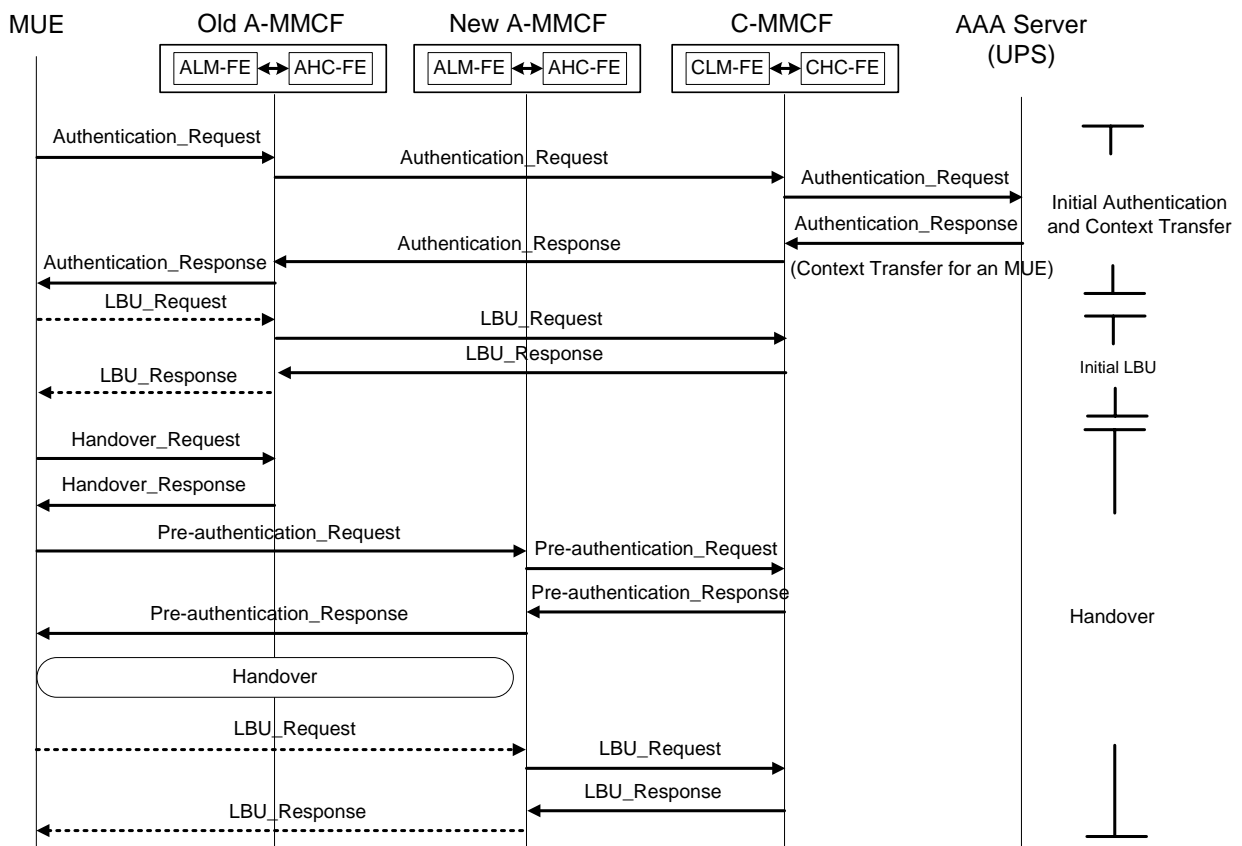 MUE
Old A-MMCF
New A-MMCF
C-MMCF
AAA Server
(UPS)
ALM-FE
AHC-FE
ALM-FE
AHC-FE
CLM-FE
CHC-FE
Authentication_Request
Authentication_Request
Authentication_Request
Initial Authentication
and Context Transfer
Authentication_Response
Authentication_Response
Authentication_Response
(Context Transfer for an MUE)
LBU_Request
LBU_Request
LBU_Response
LBU_Response
Initial LBU
Handover_Request
Handover_Response
Pre-authentication_Request
Pre-authentication_Request
Pre-authentication_Response
Pre-authentication_Response
Handover
Handover
LBU_Request
LBU_Request
LBU_Response
LBU_Response